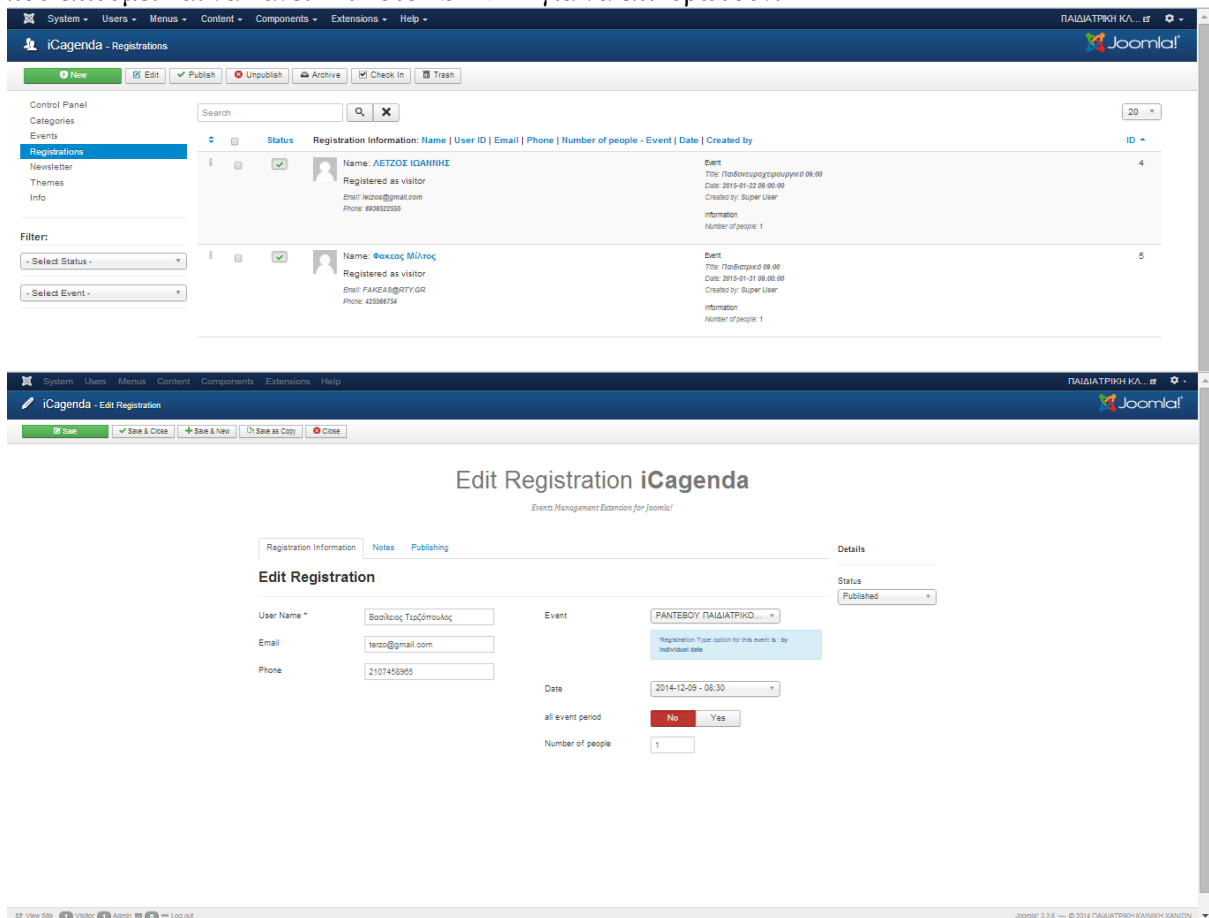 System Users Menus Content Components Extensions Help ΠΑΙΔΙΑΤΡΙΚΗ ΚΛ...
iCagenda - Registrations Joomla!
New Edit Publish Unpublish Archive Check In Trash
Control Panel
Categories
Events
Registrations
Newsletter
Themes
Info
Filter:
- Select Status -
- Select Event -
Search 20
Status Registration Information: Name | User ID | Email | Phone | Number of people - Event | Date | Created by ID
Name: ΛΕΤΖΟΣ ΙΩΑΝΝΗΣ
Registered as visitor
Email: letzos@gmail.com
Phone: 6936522555
Event
Title: Παιδονευροχειρουργικό 09:00
Date: 2015-01-22 09:00:00
Created by: Super User
Information
Number of people: 1
4
Name: Φακεας Μίλτος
Registered as visitor
Email: FAKEAS@RTY.GR
Phone: 425566754
Event
Title: Παιδιατρικό 09:00
Date: 2015-01-31 09:00:00
Created by: Super User
Information
Number of people: 1
5
System Users Menus Content Components Extensions Help ΠΑΙΔΙΑΤΡΙΚΗ ΚΛ...
iCagenda - Edit Registration Joomla!
Save Save & Close Save & New Save as Copy Close
Edit Registration iCagenda
Events Management Extension for Joomla!
Registration Information Notes Publishing
Edit Registration
User Name * Βασίλειος Τερζόπουλος
Email terzo@gmail.com
Phone 2107458965
Event ΡΑΝΤΕΒΟΥ ΠΑΙΔΙΑΤΡΙΚΟ...
'Registration Type' option for this event is : by
individual date
Date 2014-12-09 - 08:30
all event period No Yes
Number of people 1
Details
Status
Published
View Site 1 Visitor 1 Admin 0 Log out Joomla! 3.3.6 — © 2014 ΠΑΙΔΙΑΤΡΙΚΗ ΚΛΙΝΙΚΗ ΧΑΝΙΩΝ